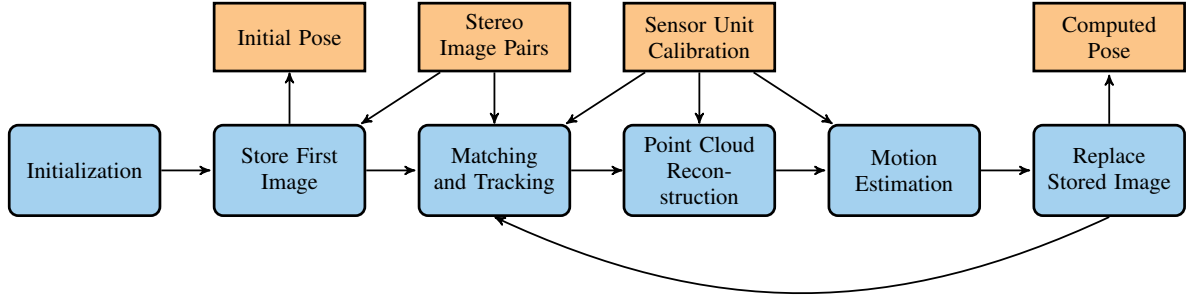 Initial Pose
Stereo
Image Pairs
Sensor Unit
Calibration
Computed
Pose
Initialization
Store First
Image
Matching
and Tracking
Point Cloud
Recon-
struction
Motion
Estimation
Replace
Stored Image